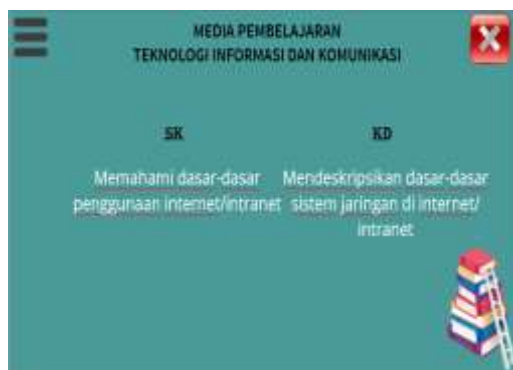 MEDIA PEMBELAJARAN
TEKNOLOGI INFORMASI DAN KOMUNIKASI
SK
Memahami dasar-dasar
penggunaan internet/intranet
KD
Mendeskripsikan dasar-dasar
sistem jaringan di internet/
intranet